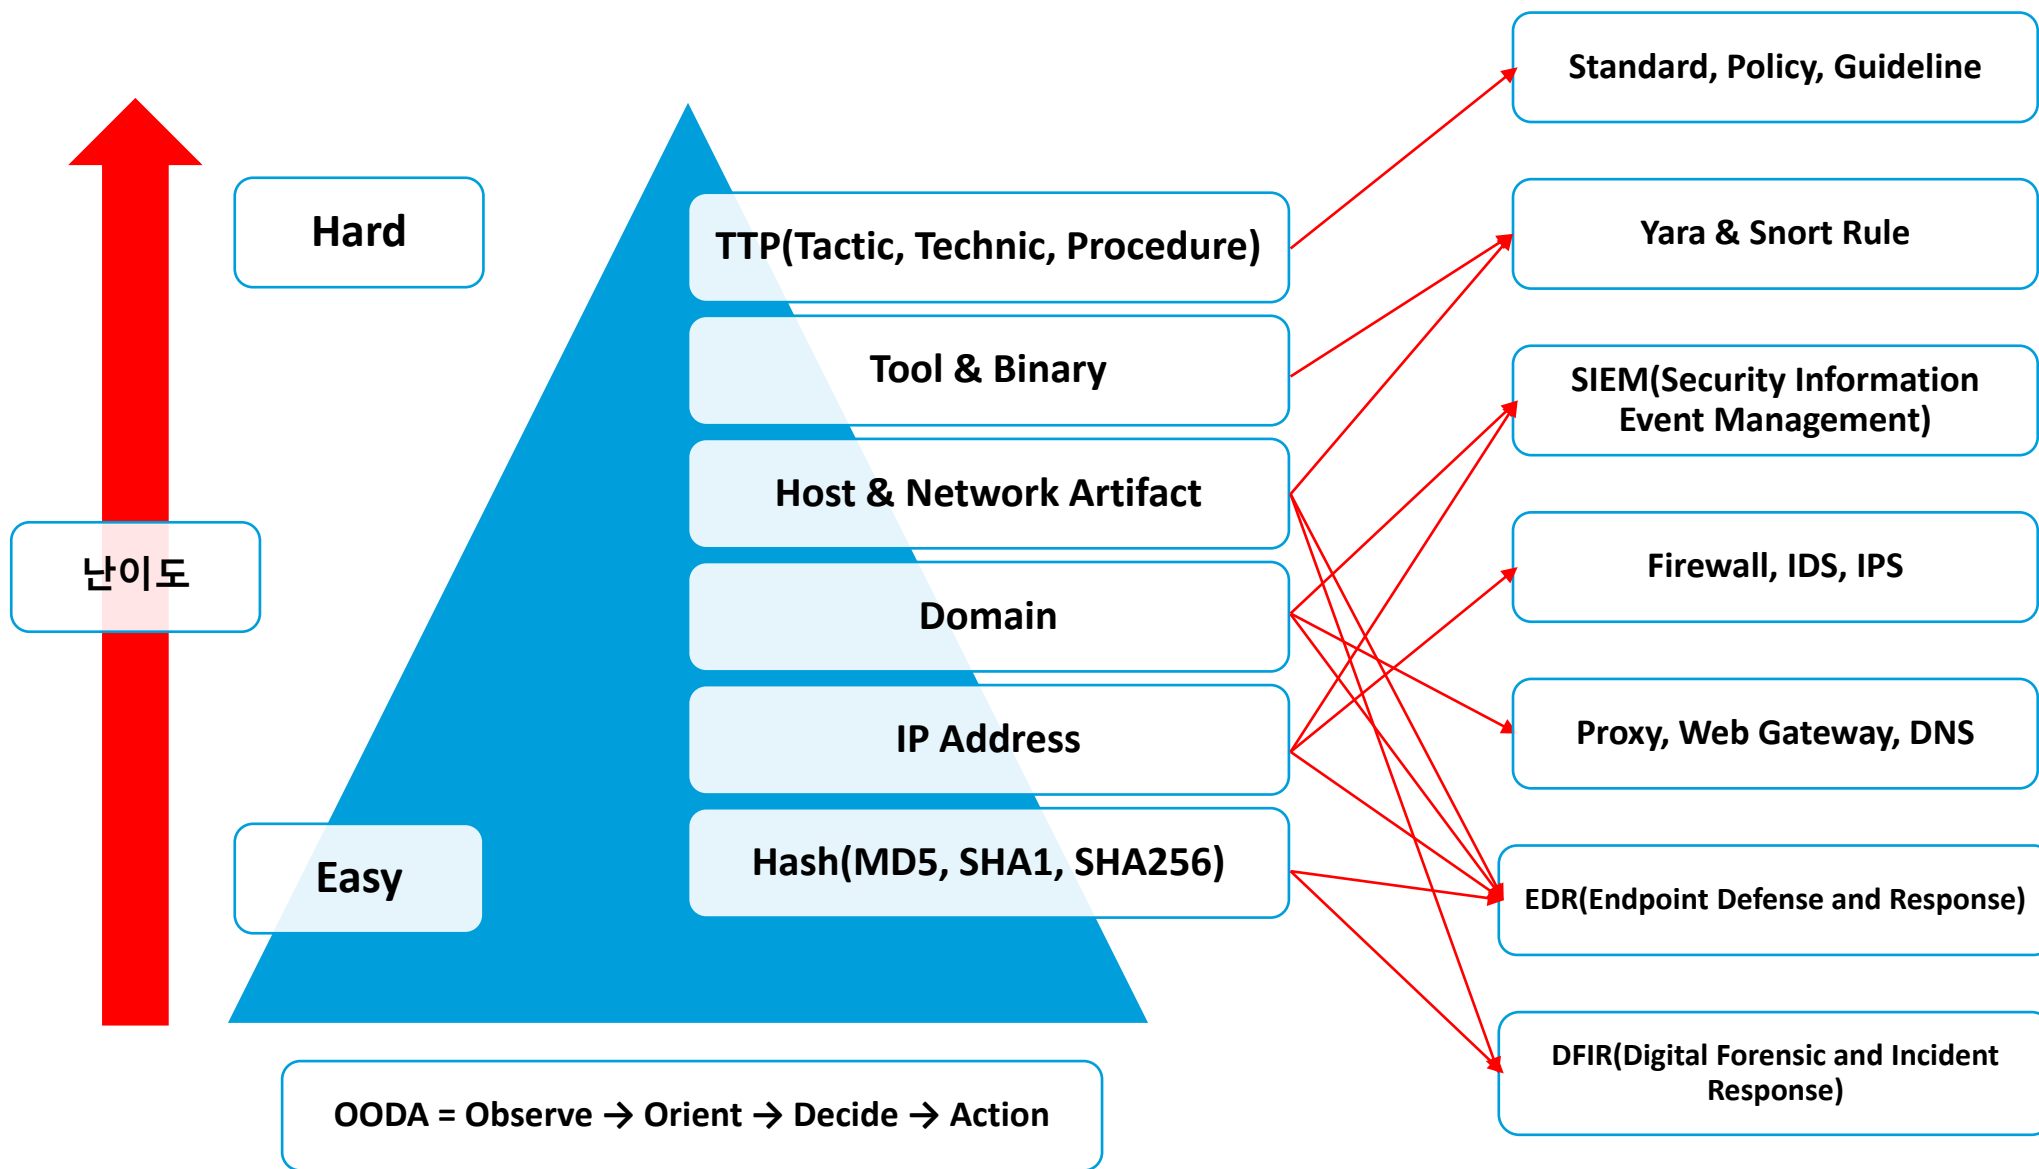 난이도
Hard
Easy
TTP(Tactic, Technic, Procedure)
Tool & Binary
Host & Network Artifact
Domain
IP Address
Hash(MD5, SHA1, SHA256)
OODA = Observe → Orient → Decide → Action
Standard, Policy, Guideline
Yara & Snort Rule
SIEM(Security Information
Event Management)
Firewall, IDS, IPS
Proxy, Web Gateway, DNS
EDR(Endpoint Defense and Response)
DFIR(Digital Forensic and Incident
Response)